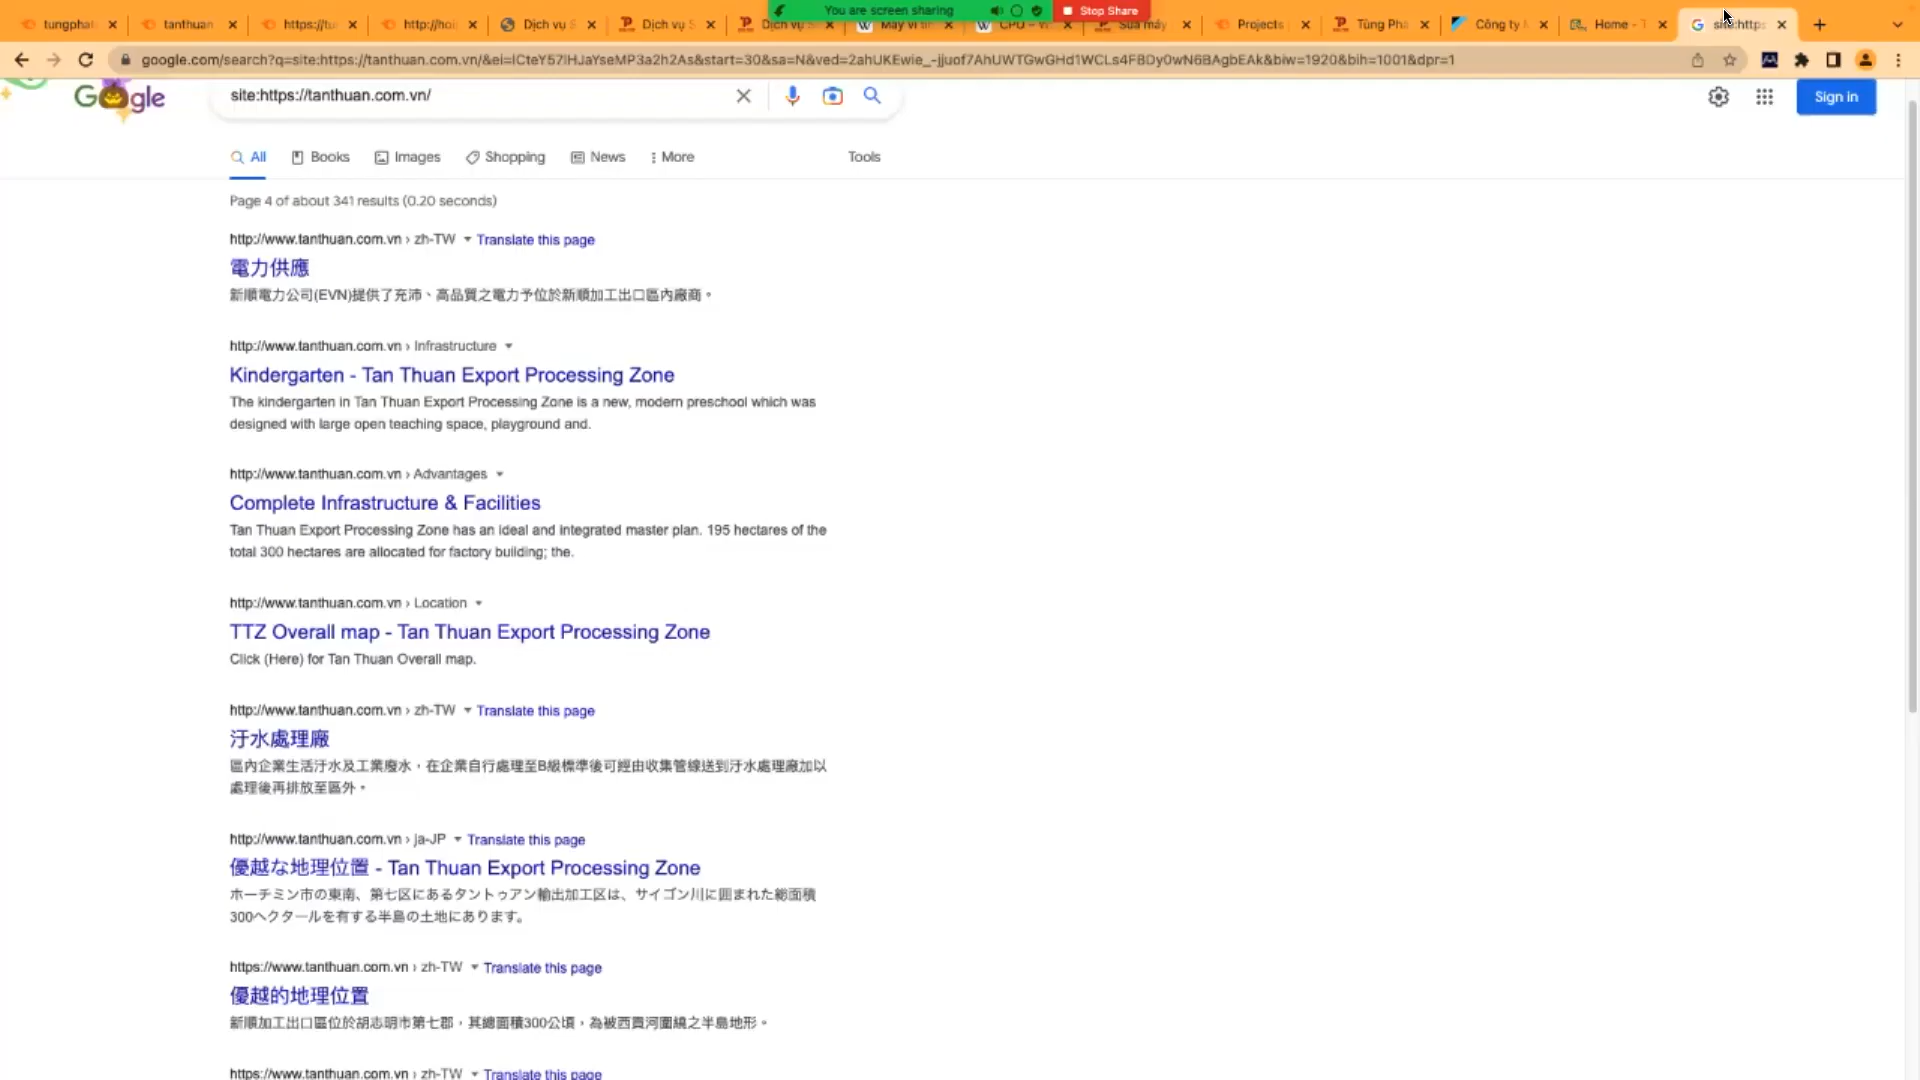 tungphat
tanthuan
https://tu
http://hoi
Dịch vụ S
Dịch vụ S
Dịch vụ S
Máy vi tín
CPU – W
Sửa máy
Projects
Tùng Phá
Công ty
Home - T
site:https:
You are screen sharing
Stop Share
google.com/search?q=site:https://tanthuan.com.vn/&ei=ICteY57IHJaYseMP3a2h2As&start=30&sa=N&ved=2ahUKEwie_-jjuof7AhUWTGwGHd1WCLs4FBDy0wN6BAgbEAk&biw=1920&bih=1001&dpr=1
Google
site:https://tanthuan.com.vn/
Sign in
All
Books
Images
Shopping
News
More
Tools
Page 4 of about 341 results (0.20 seconds)
http://www.tanthuan.com.vn › zh-TW Translate this page
電力供應
新順電力公司(EVN)提供了充沛、高品質之電力予位於新順加工出口區內廠商。
http://www.tanthuan.com.vn › Infrastructure
Kindergarten - Tan Thuan Export Processing Zone
The kindergarten in Tan Thuan Export Processing Zone is a new, modern preschool which was
designed with large open teaching space, playground and.
http://www.tanthuan.com.vn › Advantages
Complete Infrastructure & Facilities
Tan Thuan Export Processing Zone has an ideal and integrated master plan. 195 hectares of the
total 300 hectares are allocated for factory building; the.
http://www.tanthuan.com.vn › Location
TTZ Overall map - Tan Thuan Export Processing Zone
Click (Here) for Tan Thuan Overall map.
http://www.tanthuan.com.vn › zh-TW Translate this page
汙水處理廠
區內企業生活汙水及工業廢水，在企業自行處理至B級標準後可經由收集管線送到汙水處理廠加以
處理後再排放至區外。
http://www.tanthuan.com.vn › ja-JP Translate this page
優越な地理位置 - Tan Thuan Export Processing Zone
ホーチミン市の東南、第七区にあるタントゥアン輸出加工区は、サイゴン川に囲まれた総面積
300ヘクタールを有する半島の土地にあります。
https://www.tanthuan.com.vn › zh-TW Translate this page
優越的地理位置
新順加工出口區位於胡志明市第七郡，其總面積300公頃，為被西貢河圍繞之半島地形。
https://www.tanthuan.com.vn › zh-TW Translate this page